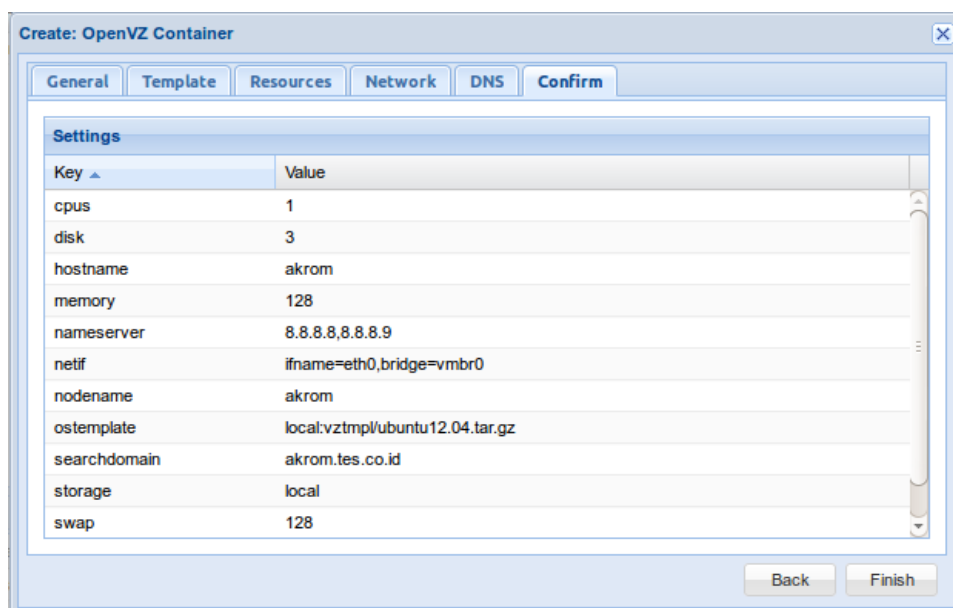 Create: OpenVZ Container
General Template Resources Network DNS Confirm
Settings
Key Value
cpus 1
disk 3
hostname akrom
memory 128
nameserver 8.8.8.8,8.8.8.9
netif ifname=eth0,bridge=vmbr0
nodename akrom
ostemplate local:vztmpl/ubuntu12.04.tar.gz
searchdomain akrom.tes.co.id
storage local
swap 128
Back Finish